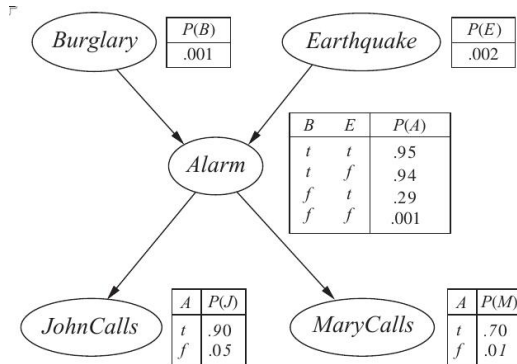 Burglary
P(B)
.001
Earthquake
P(E)
.002
Alarm
B E P(A)
t t .95
t f .94
f t .29
f f .001
JohnCalls
A P(J)
t .90
f .05
MaryCalls
A P(M)
t .70
f .01